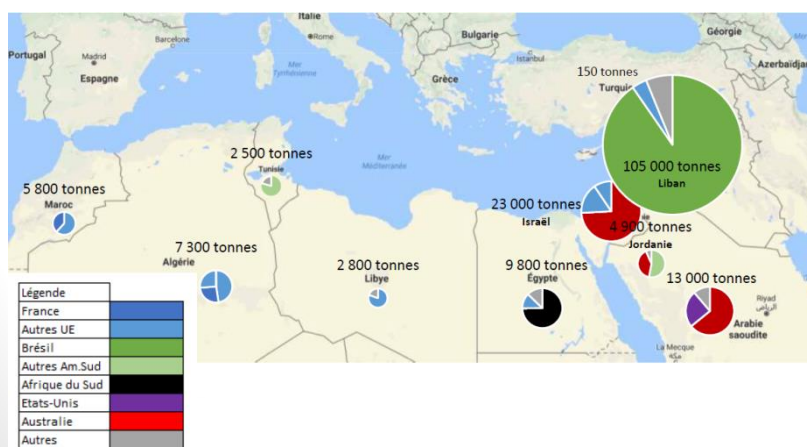 Italie
Rome
Barcelone
Portugal
Madrid
Espagne
Mer
Tyrrhénienne
Bulgarie
Istanbul
Grèce
Géorgie
Azerbaïdjan
150 tonnes
Turquie
105 000 tonnes
Liban
Mer
Méditerranée
2 500 tonnes
Tunisie
5 800 tonnes
Maroc
23 000 tonnes
Israël
4 900 tonnes
Jordanie
7 300 tonnes
Algérie
2 800 tonnes
Libye
9 800 tonnes
Égypte
13 000 tonnes
Riyad
الرياض
Arabie
saoudite
La Mecque
مكة
Légende
France
Autres UE
Brésil
Autres Am.Sud
Afrique du Sud
Etats-Unis
Australie
Autres